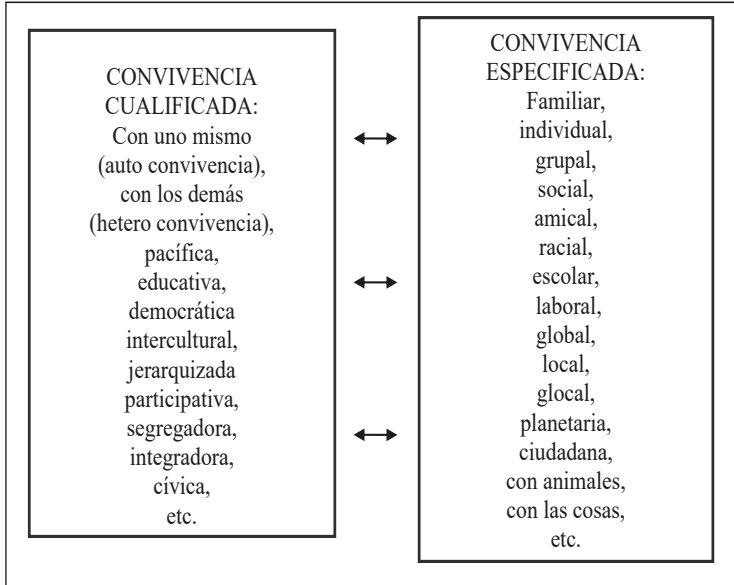 CONVIVENCIA
CUALIFICADA:
Con uno mismo
(auto convivencia),
con los demás
(hetero convivencia),
pacífica,
educativa,
democrática
intercultural,
jerarquizada
participativa,
segregadora,
integradora,
cívica,
etc.
CONVIVENCIA
ESPECIFICADA:
Familiar,
individual,
grupal,
social,
amical,
racial,
escolar,
laboral,
global,
local,
glocal,
planetaria,
ciudadana,
con animales,
con las cosas,
etc.